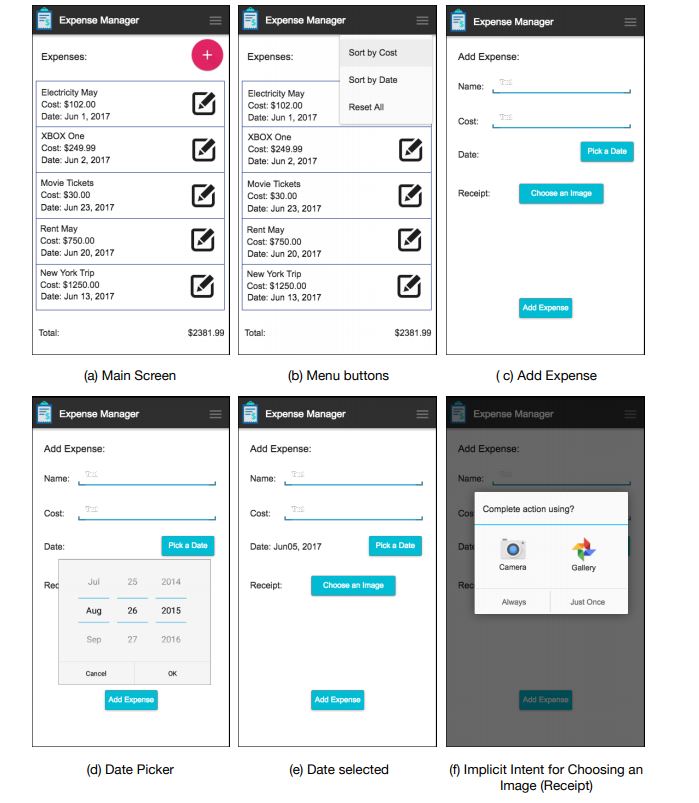 Expense Manager
Expenses:
+
Electricity May
Cost: $102.00
Date: Jun 1, 2017
XBOX One
Cost: $249.99
Date: Jun 2, 2017
Movie Tickets
Cost: $30.00
Date: Jun 23, 2017
Rent May
Cost: $750.00
Date: Jun 20, 2017
New York Trip
Cost: $1250.00
Date: Jun 13, 2017
Total: $2381.99
(a) Main Screen
Expense Manager
Expenses:
Sort by Cost
Sort by Date
Reset All
Electricity May
Cost: $102.00
Date: Jun 1, 2017
XBOX One
Cost: $249.99
Date: Jun 2, 2017
Movie Tickets
Cost: $30.00
Date: Jun 23, 2017
Rent May
Cost: $750.00
Date: Jun 20, 2017
New York Trip
Cost: $1250.00
Date: Jun 13, 2017
Total: $2381.99
(b) Menu buttons
Expense Manager
Add Expense:
Name:
Cost:
Date: Pick a Date
Receipt: Choose an Image
Add Expense
( c) Add Expense
Expense Manager
Add Expense:
Name:
Cost:
Date: Pick a Date
Rec
Jul 25 2014
Aug 26 2015
Sep 27 2016
Cancel OK
Add Expense
(d) Date Picker
Expense Manager
Add Expense:
Name:
Cost:
Date: Jun05, 2017 Pick a Date
Receipt: Choose an Image
Add Expense
(e) Date selected
Expense Manager
Add Expense:
Name:
Cos
Date
Rec
Complete action using?
Camera Gallery
Always Just Once
Add Expense
(f) Implicit Intent for Choosing an
Image (Receipt)